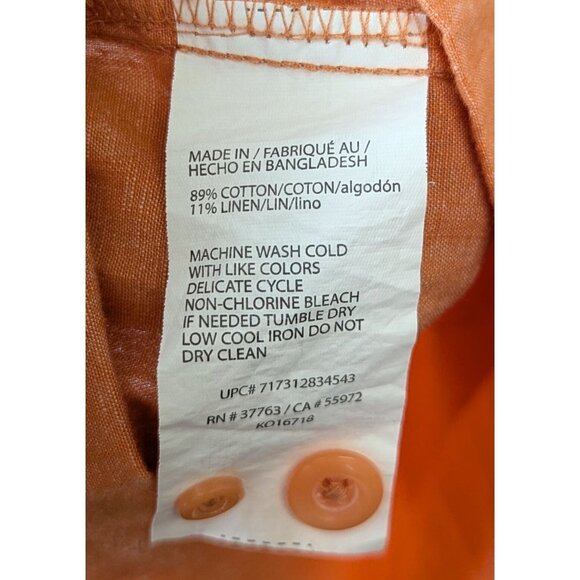 MADE IN / FABRIQUÉ AU /
HECHO EN BANGLADESH
89% COTTON/COTON/algodón
11% LINEN/LIN/lino
MACHINE WASH COLD
WITH LIKE COLORS
DELICATE CYCLE
NON-CHLORINE BLEACH
IF NEEDED TUMBLE DRY
LOW COOL IRON DO NOT
DRY CLEAN
UPC# 717312834543
RN # 37763 / CA # 55972
KO16718